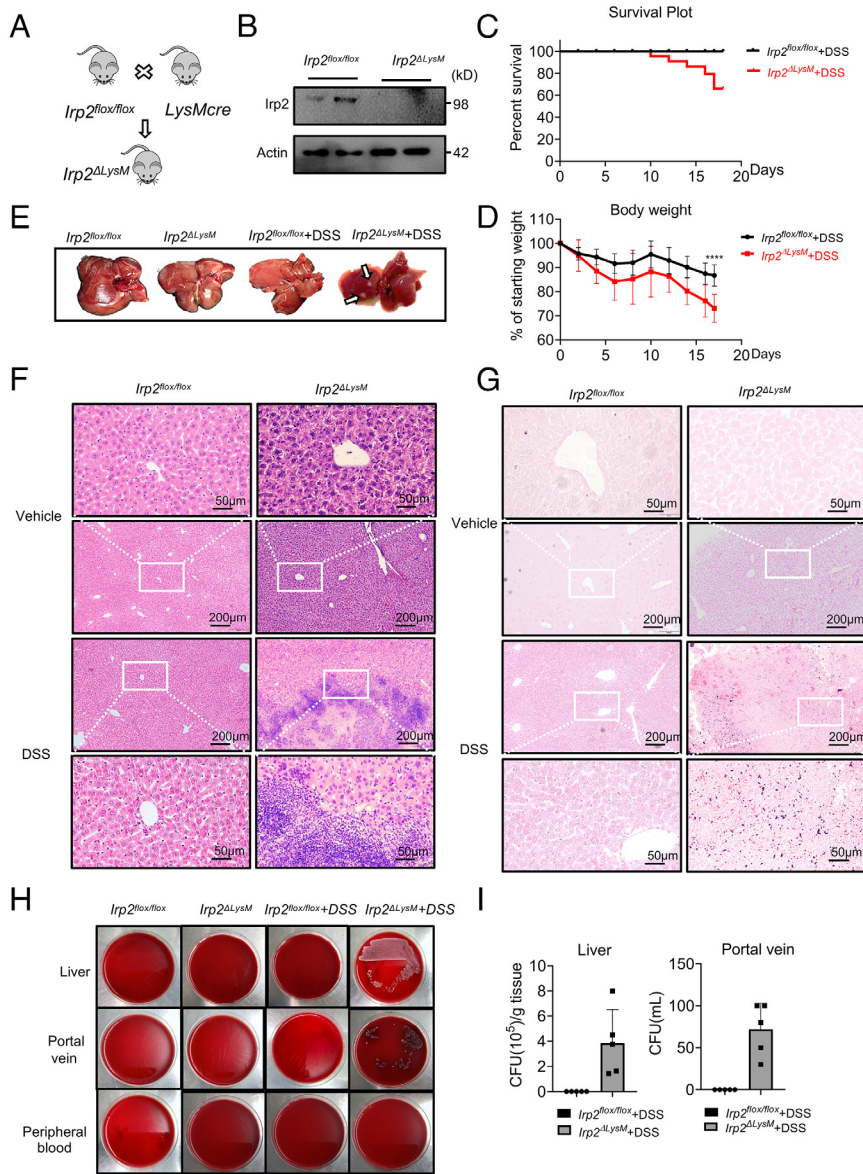 A
Irp2flox/flox
LysMcre
Irp2ΔLysM
B
Irp2flox/flox
Irp2ΔLysM
(kD)
Irp2
98
Actin
42
C
Survival Plot
Percent survival
100
80
60
40
20
0
0
5
10
15
20
Days
Irp2flox/flox+DSS
Irp2ΔLysM+DSS
E
Irp2flox/flox
Irp2ΔLysM
Irp2flox/flox+DSS
Irp2ΔLysM+DSS
D
Body weight
% of starting weight
110
100
90
80
70
60
0
5
10
15
20
Days
****
Irp2flox/flox+DSS
Irp2ΔLysM+DSS
F
Irp2flox/flox
Irp2ΔLysM
Vehicle
50μm
50μm
200μm
200μm
DSS
200μm
200μm
50μm
50μm
G
Irp2flox/flox
Irp2ΔLysM
Vehicle
50μm
50μm
200μm
200μm
DSS
200μm
200μm
50μm
50μm
H
Irp2flox/flox
Irp2ΔLysM
Irp2flox/flox+DSS
Irp2ΔLysM+DSS
Liver
Portal
vein
Peripheral
blood
I
Liver
CFU(10⁵)/g tissue
10
8
6
4
2
0
Irp2flox/flox+DSS
Irp2ΔLysM+DSS
Portal vein
CFU(mL)
150
100
50
0
Irp2flox/flox+DSS
Irp2ΔLysM+DSS